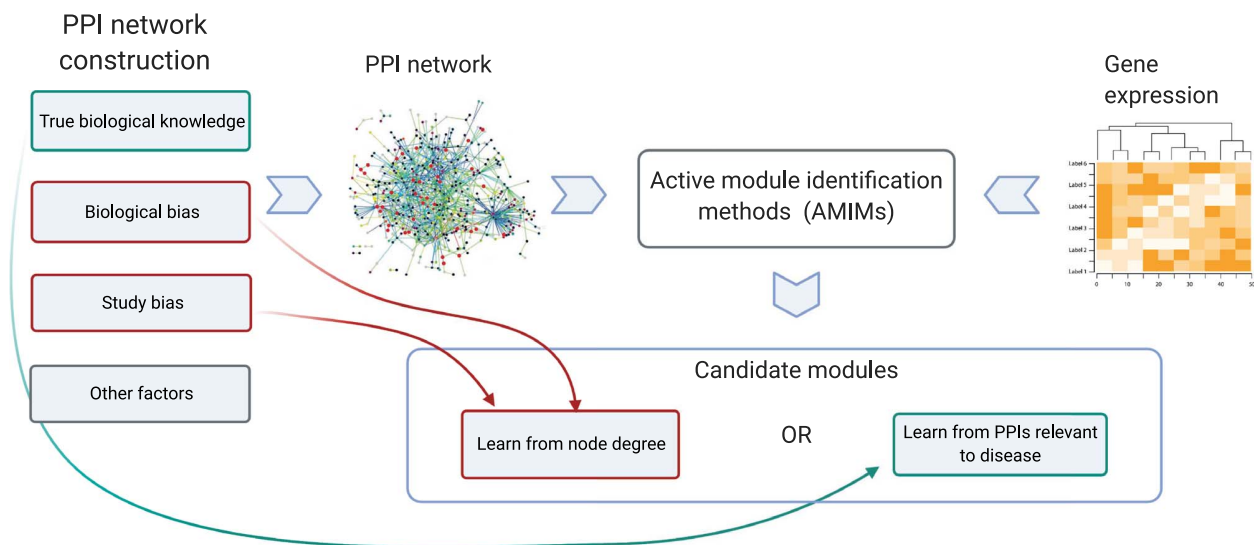 PPI network
construction
True biological knowledge
Biological bias
Study bias
Other factors
PPI network
Active module identification
methods (AMIMs)
Gene
expression
Label 6
Label 5
Label 4
Label 3
Label 2
Label 1
0 10 20 30 40 50
Candidate modules
Learn from node degree
OR
Learn from PPIs relevant
to disease